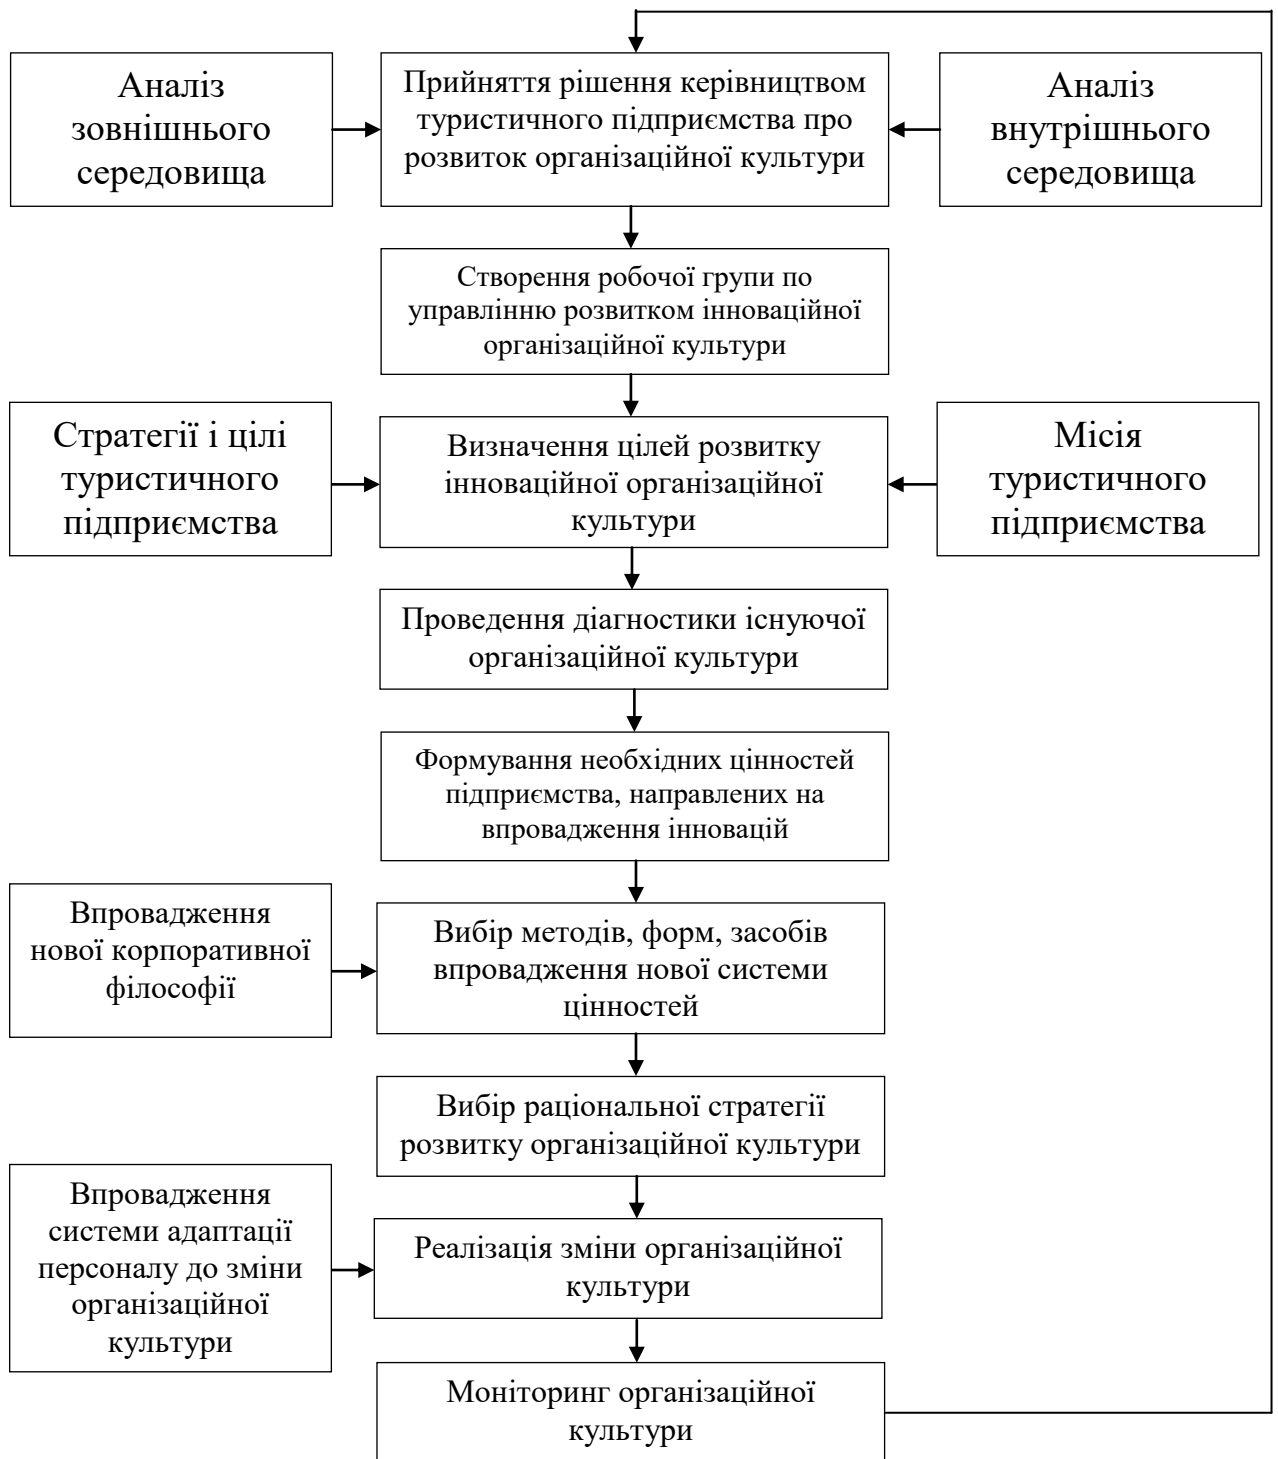 Аналіз
зовнішнього
середовища
Прийняття рішення керівництвом
туристичного підприємства про
розвиток організаційної культури
Аналіз
внутрішнього
середовища
Створення робочої групи по
управлінню розвитком інноваційної
організаційної культури
Стратегії і цілі
туристичного
підприємства
Визначення цілей розвитку
інноваційної організаційної
культури
Місія
туристичного
підприємства
Проведення діагностики існуючої
організаційної культури
Формування необхідних цінностей
підприємства, направлених на
впровадження інновацій
Впровадження
нової корпоративної
філософії
Вибір методів, форм, засобів
впровадження нової системи
цінностей
Вибір раціональної стратегії
розвитку організаційної культури
Впровадження
системи адаптації
персоналу до зміни
організаційної
культури
Реалізація зміни організаційної
культури
Моніторинг організаційної
культури